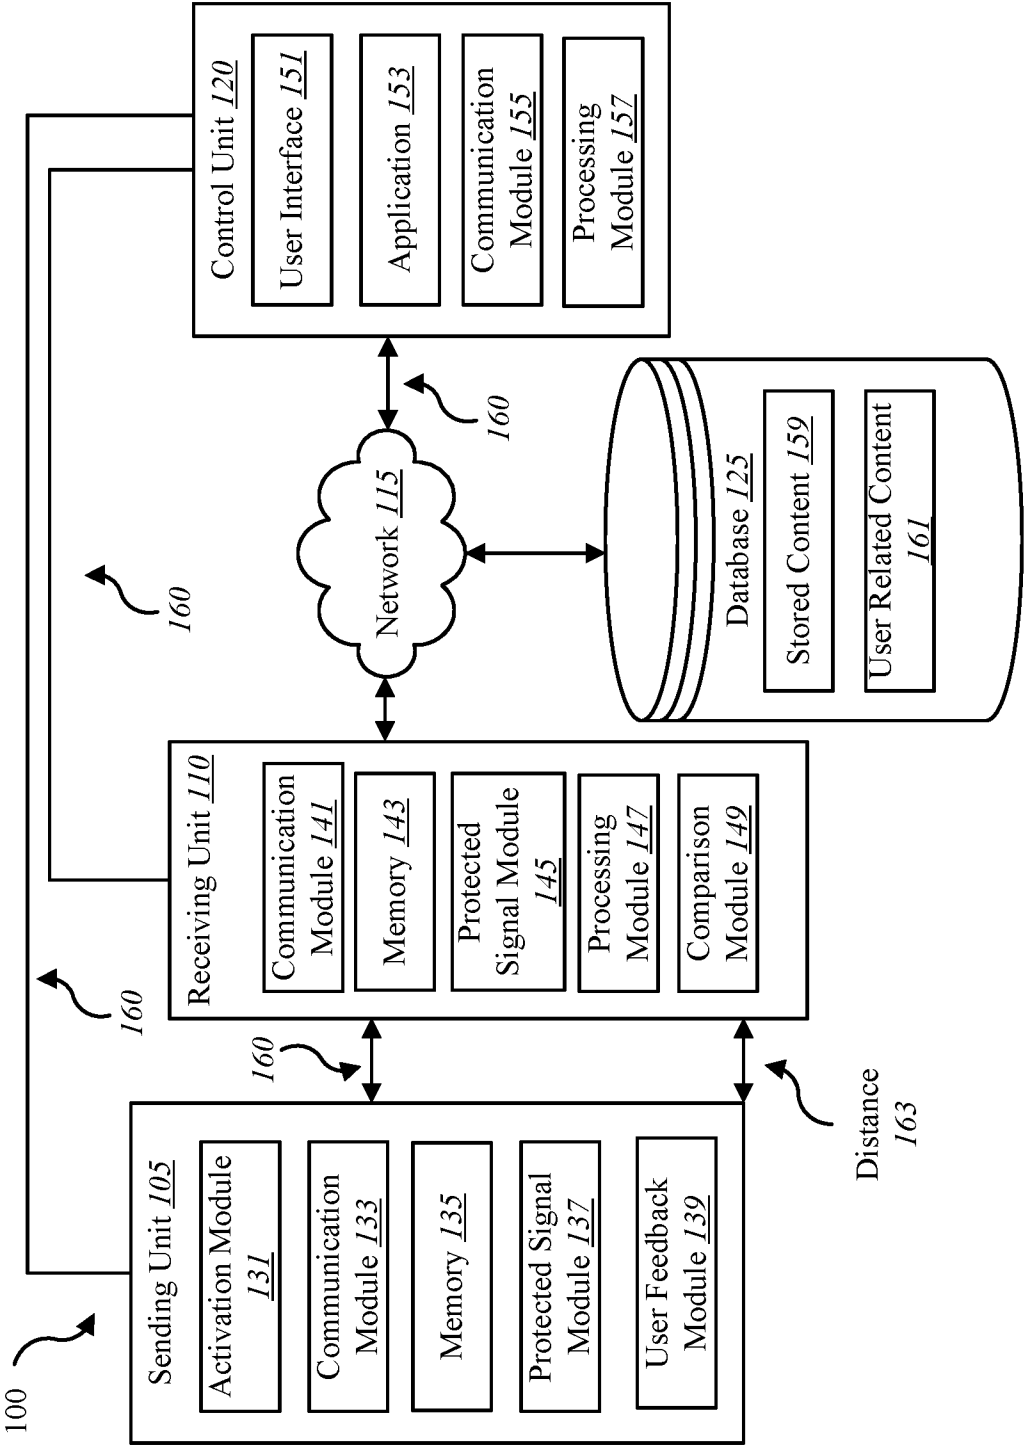 100
Sending Unit 105
Activation Module
131
Communication
Module 133
Memory 135
Protected Signal
Module 137
User Feedback
Module 139
160
160
Distance
163
Receiving Unit 110
Communication
Module 141
Memory 143
Protected
Signal Module
145
Processing
Module 147
Comparison
Module 149
160
Network 115
160
Database 125
Stored Content 159
User Related Content
161
Control Unit 120
User Interface 151
Application 153
Communication
Module 155
Processing
Module 157